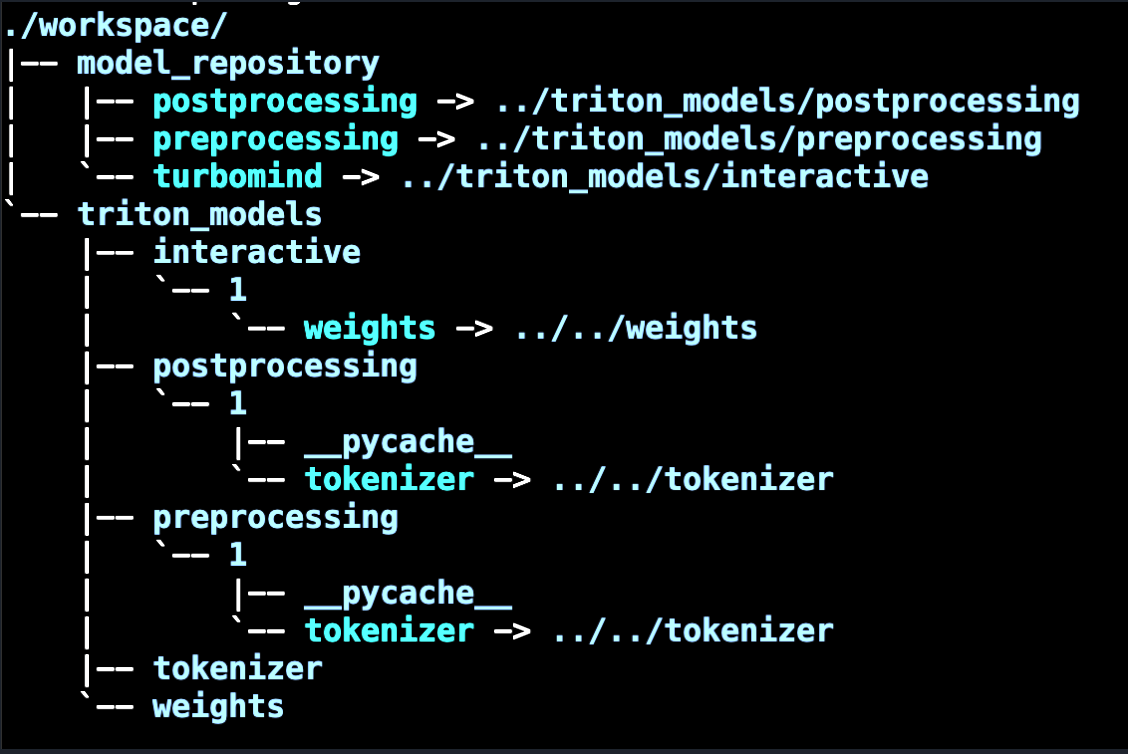 ./workspace/
|-- model_repository
|   |-- postprocessing -> ../triton_models/postprocessing
|   |-- preprocessing -> ../triton_models/preprocessing
|   `-- turbomind -> ../triton_models/interactive
`-- triton_models
    |-- interactive
    |   `-- 1
    |       `-- weights -> ../../weights
    |-- postprocessing
    |   `-- 1
    |       |-- __pycache__
    |       `-- tokenizer -> ../../tokenizer
    |-- preprocessing
    |   `-- 1
    |       |-- __pycache__
    |       `-- tokenizer -> ../../tokenizer
    |-- tokenizer
    `-- weights